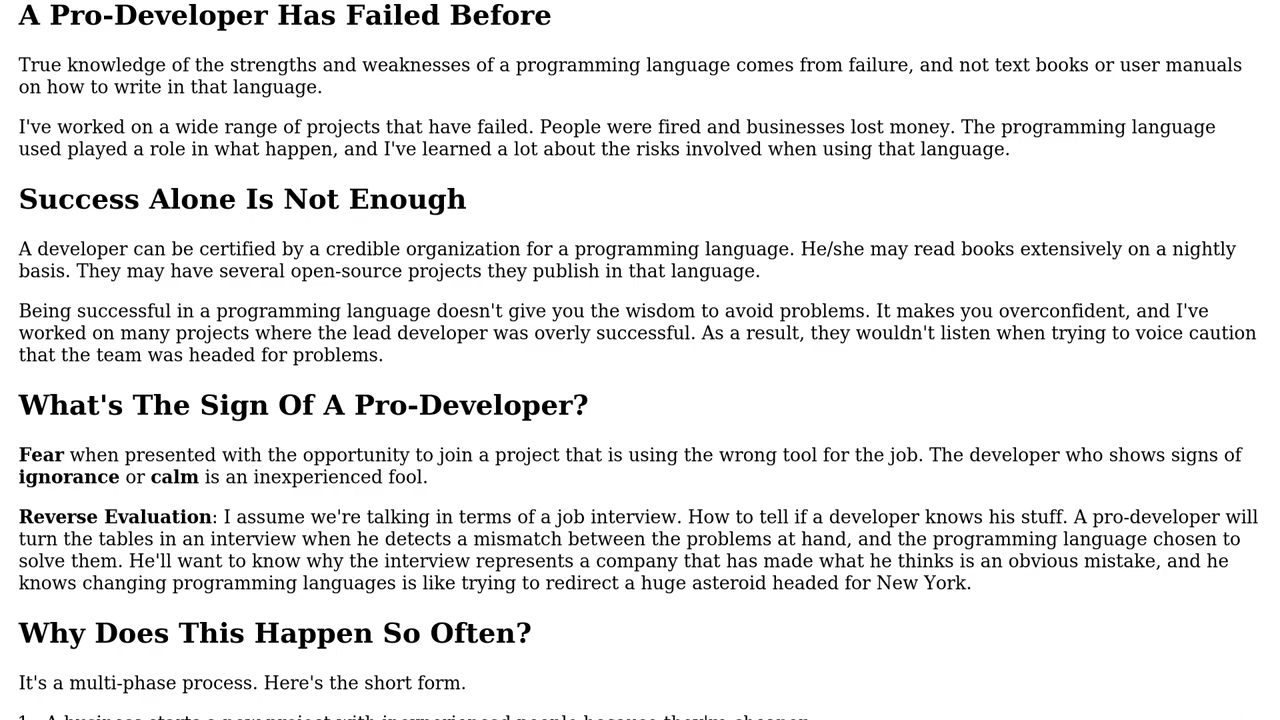 A Pro-Developer Has Failed Before
True knowledge of the strengths and weaknesses of a programming language comes from failure, and not text books or user manuals
on how to write in that language.
I've worked on a wide range of projects that have failed. People were fired and businesses lost money. The programming language
used played a role in what happen, and I've learned a lot about the risks involved when using that language.
Success Alone Is Not Enough
A developer can be certified by a credible organization for a programming language. He/she may read books extensively on a nightly
basis. They may have several open-source projects they publish in that language.
Being successful in a programming language doesn't give you the wisdom to avoid problems. It makes you overconfident, and I've
worked on many projects where the lead developer was overly successful. As a result, they wouldn't listen when trying to voice caution
that the team was headed for problems.
What's The Sign Of A Pro-Developer?
Fear when presented with the opportunity to join a project that is using the wrong tool for the job. The developer who shows signs of
ignorance or calm is an inexperienced fool.
Reverse Evaluation: I assume we're talking in terms of a job interview. How to tell if a developer knows his stuff. A pro-developer will
turn the tables in an interview when he detects a mismatch between the problems at hand, and the programming language chosen to
solve them. He'll want to know why the interview represents a company that has made what he thinks is an obvious mistake, and he
knows changing programming languages is like trying to redirect a huge asteroid headed for New York.
Why Does This Happen So Often?
It's a multi-phase process. Here's the short form.
1. A business starts a new project with inexperienced people because they're cheaper.